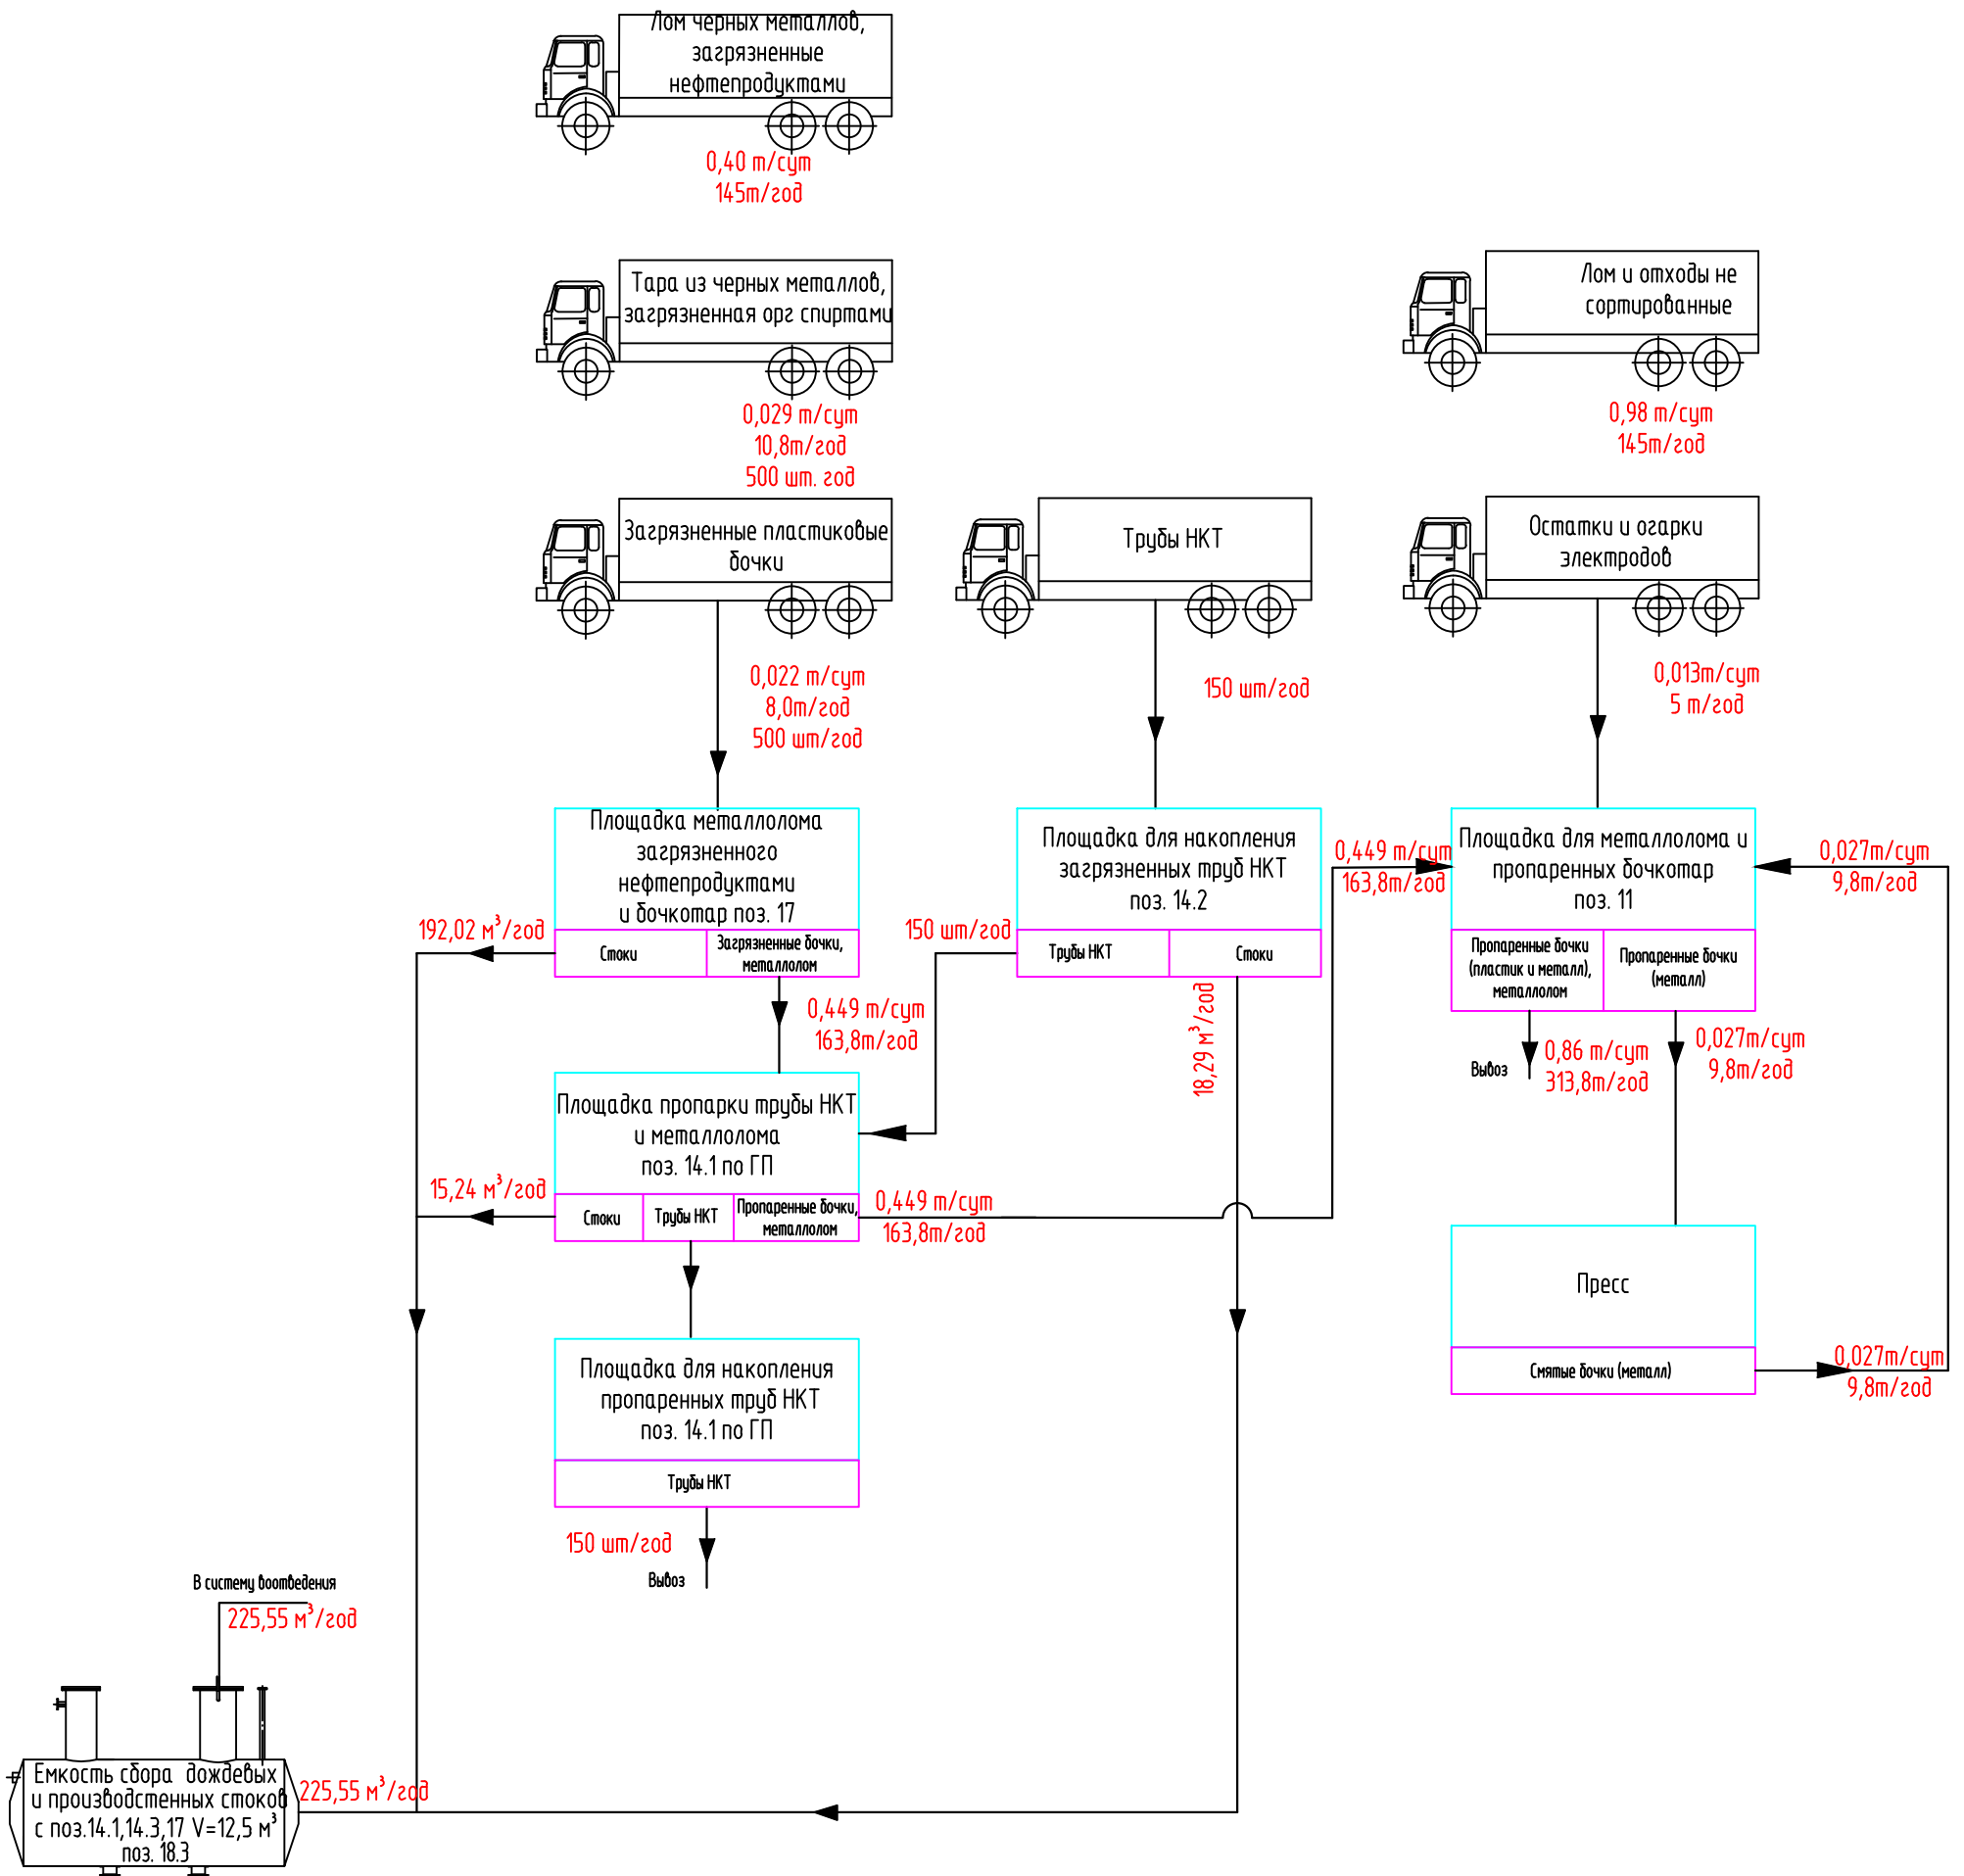 Лом черных металлов,
загрязненные
нефтепродуктами
0,40 т/сут
145т/год
Тара из черных металлов,
загрязненная орг спиртами
0,029 т/сут
10,8т/год
500 шт. год
Лом и отходы не
сортированные
0,98 т/сут
145т/год
Загрязненные пластиковые
бочки
0,022 т/сут
8,0т/год
500 шт/год
Трубы НКТ
150 шт/год
Остатки и огарки
электродов
0,013т/сут
5 т/год
Площадка металлолома
загрязненного
нефтепродуктами
и бочкотар поз. 17
Стоки
Загрязненные бочки,
металлолом
192,02 м³/год
0,449 т/сут
163,8т/год
Площадка для накопления
загрязненных труб НКТ
поз. 14.2
Трубы НКТ
Стоки
150 шт/год
18,29 м³/год
0,449 т/сут
163,8т/год
Площадка для металлолома и
пропаренных бочкотар
поз. 11
Пропаренные бочки
(пластик и металл),
металлолом
Пропаренные бочки
(металл)
0,027т/сут
9,8т/год
Вывоз
0,86 т/сут
313,8т/год
0,027т/сут
9,8т/год
Площадка пропарки трубы НКТ
и металлолома
поз. 14.1 по ГП
Стоки
Трубы НКТ
Пропаренные бочки,
металлолом
15,24 м³/год
0,449 т/сут
163,8т/год
Пресс
Смятые бочки (металл)
0,027т/сут
9,8т/год
Площадка для накопления
пропаренных труб НКТ
поз. 14.1 по ГП
Трубы НКТ
150 шт/год
Вывоз
В систему воотведения
225,55 м³/год
Емкость сбора дождевых
и производстенных стоков
с поз.14.1,14.3,17 V=12,5 м³
поз. 18.3
225,55 м³/год